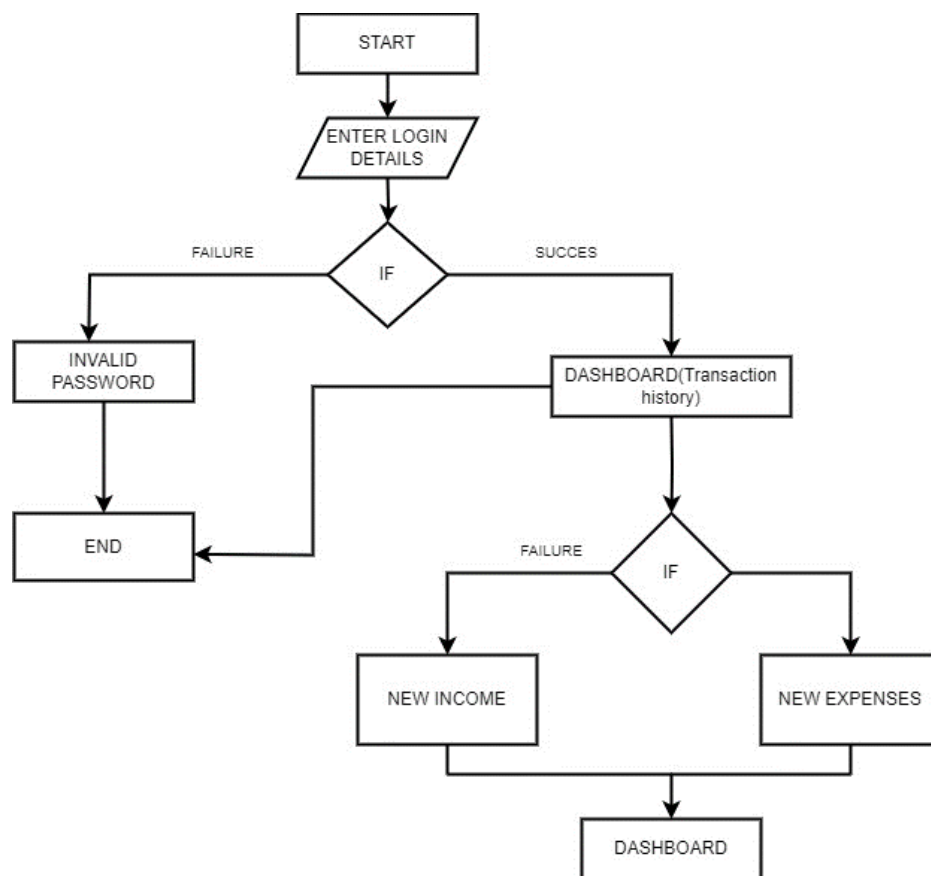 START
ENTER LOGIN
DETAILS
FAILURE
IF
SUCCES
INVALID
PASSWORD
DASHBOARD(Transaction
history)
END
FAILURE
IF
NEW INCOME
NEW EXPENSES
DASHBOARD